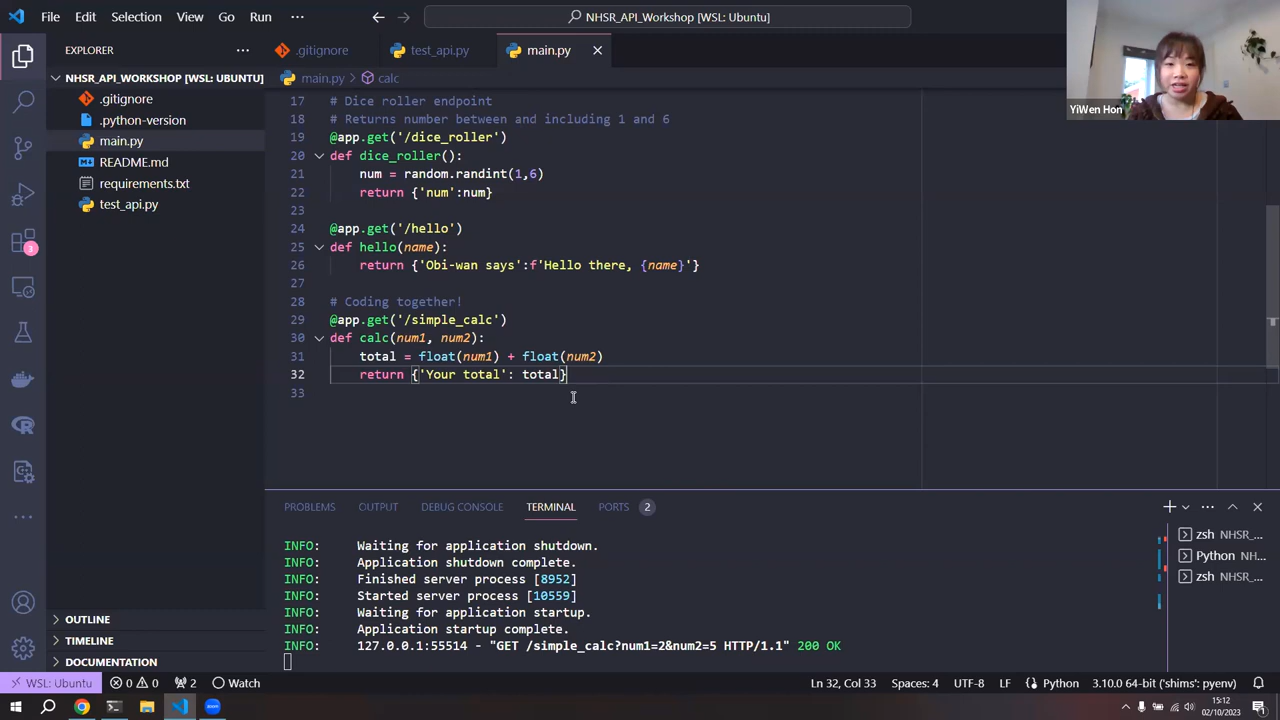 File Edit View Go Run ··· NHSR_API_Workshop [WSL: Ubuntu]
EXPLORER ···
.gitignore test_api.py main.py
NHSR_API_WORKSHOP [WSL: UBUNTU]
main.py > calc
.gitignore
.python-version
main.py
README.md
requirements.txt
test_api.py
3
17 # Dice roller endpoint
18 # Returns number between and including 1 and 6
19 @app.get('/dice_roller')
20 def dice_roller():
21 num = random.randint(1,6)
22 return {'num':num}
23
24 @app.get('/hello')
25 def hello(name):
26 return {'Obi-wan says':f'Hello there, {name}'}
27
28 # Coding together!
29 @app.get('/simple_calc')
30 def calc(num1, num2):
31 total = float(num1) + float(num2)
32 return {'Your total': total}
33
YiWen Hon
PROBLEMS OUTPUT DEBUG CONSOLE TERMINAL PORTS 2
INFO: Waiting for application shutdown.
INFO: Application shutdown complete.
INFO: Finished server process [8952]
INFO: Started server process [10559]
INFO: Waiting for application startup.
INFO: Application startup complete.
INFO: 127.0.0.1:55514 - "GET /simple_calc?num1=2&num2=5 HTTP/1.1" 200 OK
zsh NHSR_...
Python NH...
zsh NHSR_...
OUTLINE
TIMELINE
DOCUMENTATION
WSL: Ubuntu 0 0 2 Watch Ln 32, Col 33 Spaces: 4 UTF-8 LF Python 3.10.0 64-bit ('shims': pyenv)
15:12
02/10/2023
1